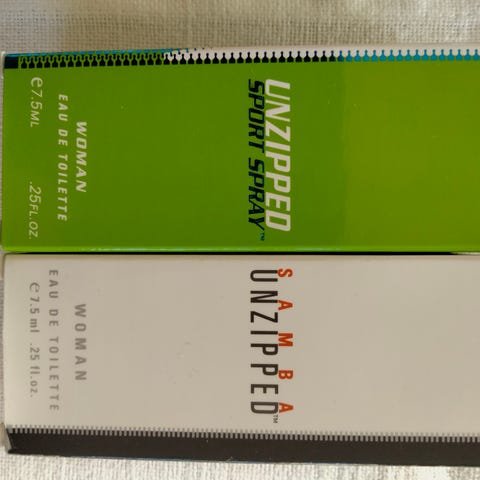 UNZIPPED
SPORT SPRAY™
WOMAN
EAU DE TOILETTE
℮7.5ML .25FL.OZ.
SAMBA
UNZIPPED™
WOMAN
EAU DE TOILETTE
℮ 7.5 ml .25 fl.oz.